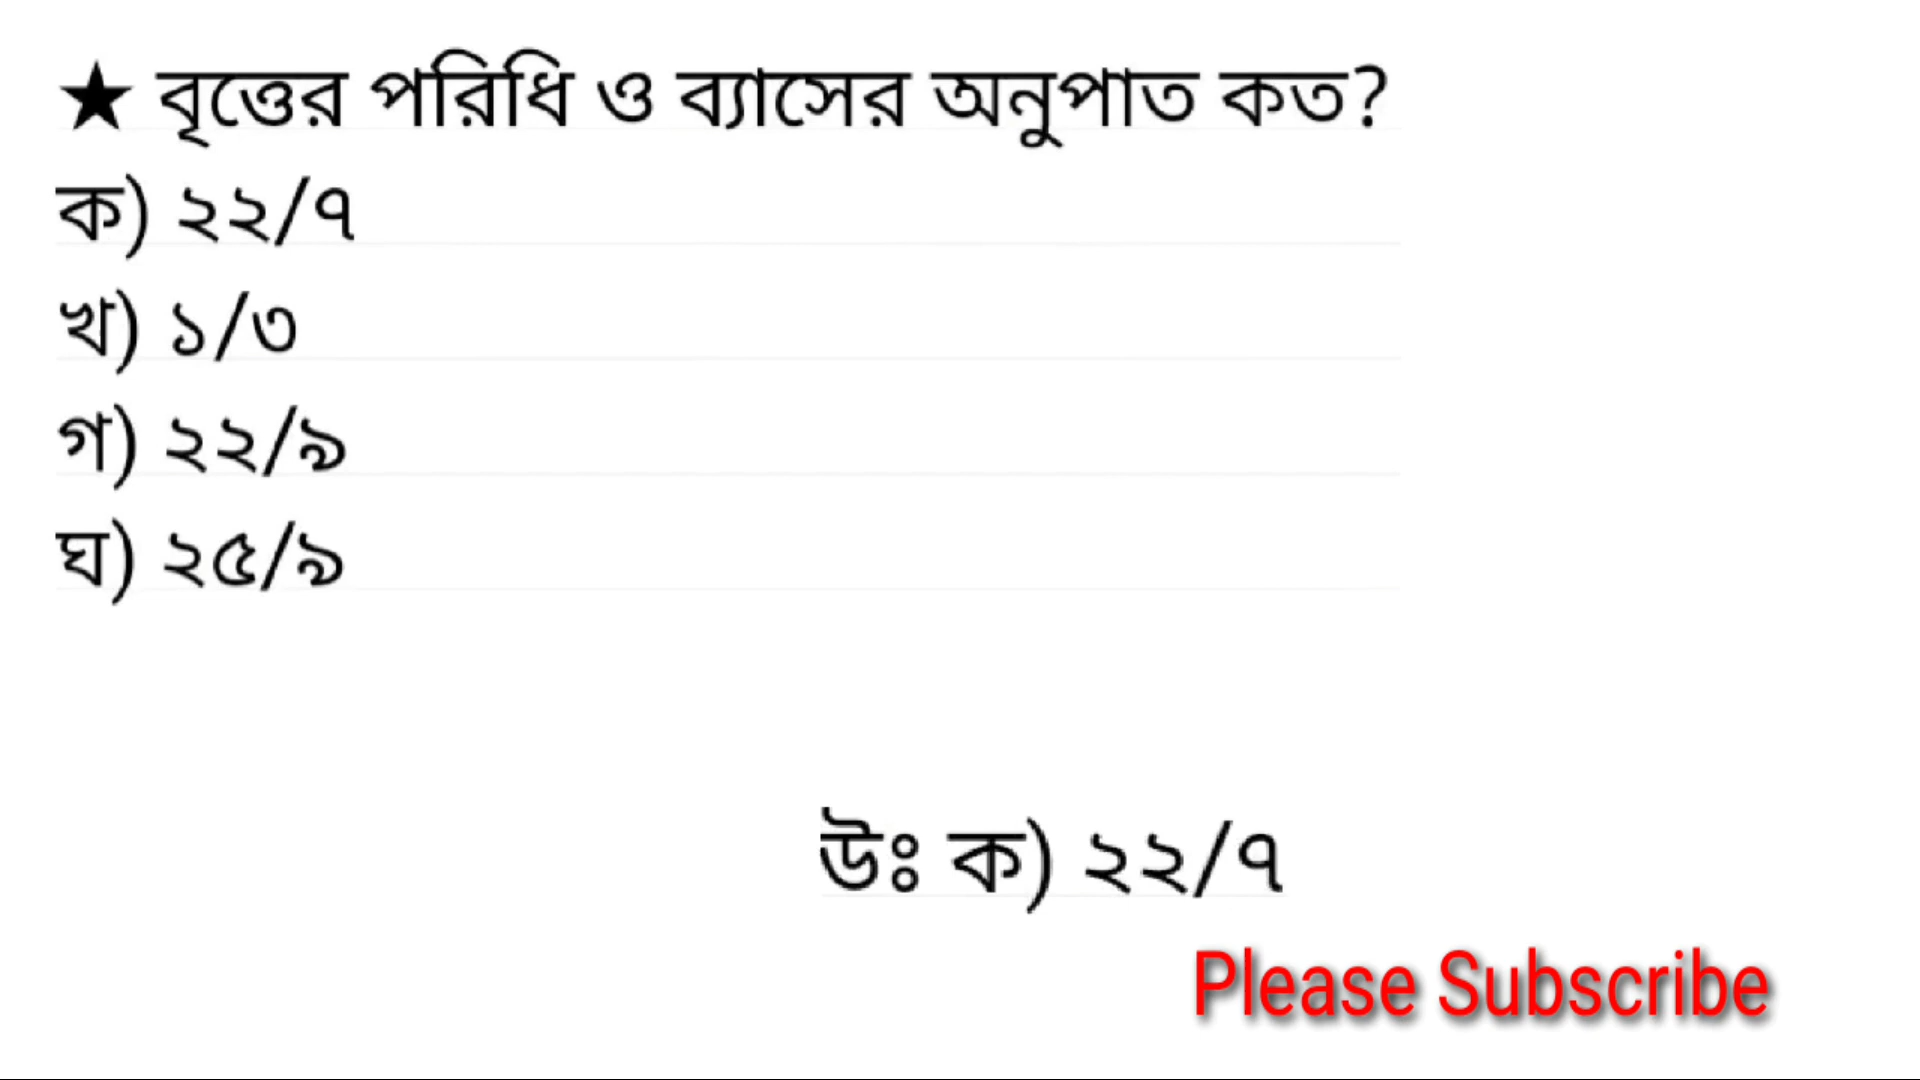 ★ বৃত্তের পরিধি ও ব্যাসের অনুপাত কত?
ক) ২২/৭
খ) ১/৩
গ) ২২/৯
ঘ) ২৫/৯
উঃ ক) ২২/৭
Please Subscribe